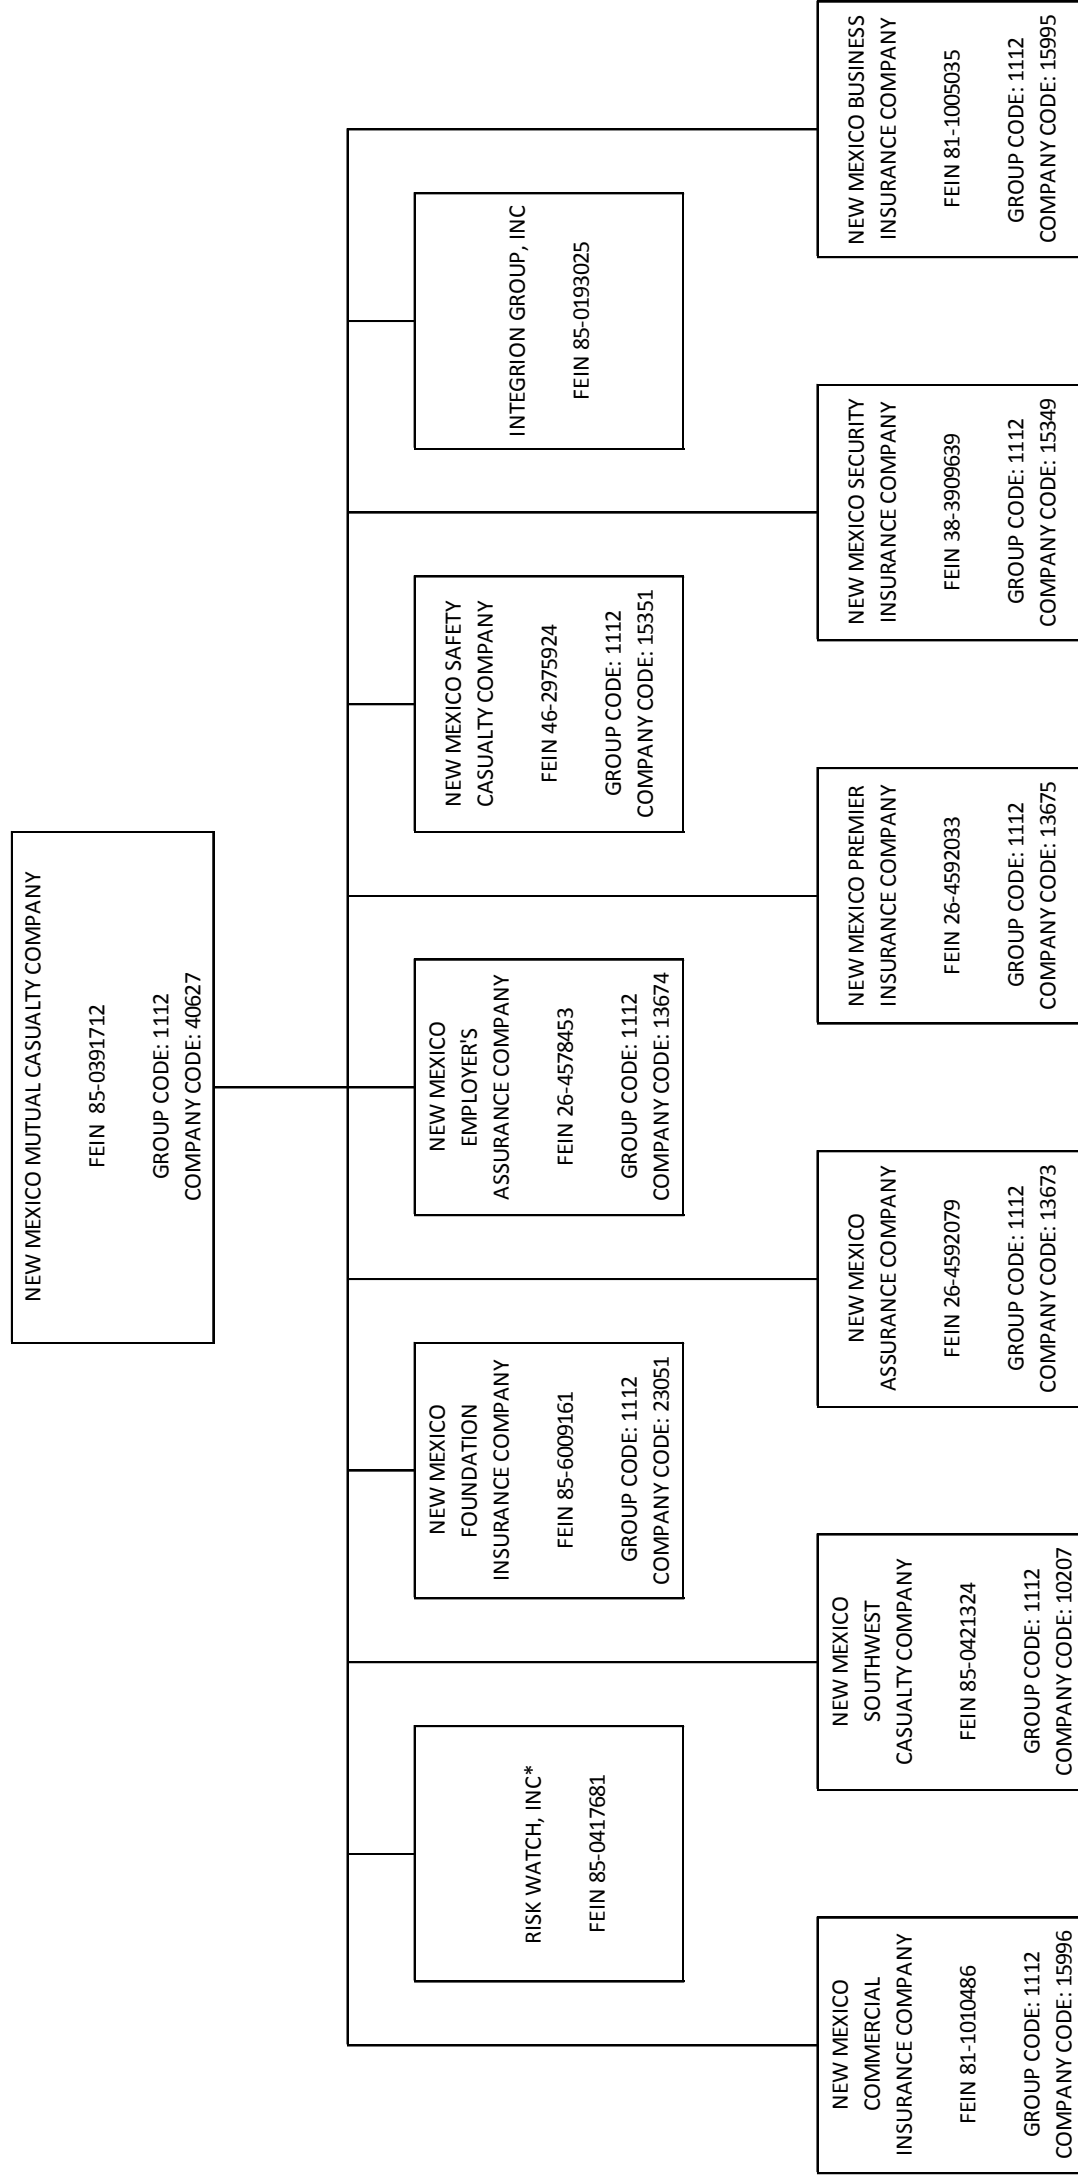 NEW MEXICO MUTUAL CASUALTY COMPANY
FEIN 85-0391712
GROUP CODE: 1112
COMPANY CODE: 40627
RISK WATCH, INC*
FEIN 85-0417681
NEW MEXICO
FOUNDATION
INSURANCE COMPANY
FEIN 85-6009161
GROUP CODE: 1112
COMPANY CODE: 23051
NEW MEXICO
EMPLOYER'S
ASSURANCE COMPANY
FEIN 26-4578453
GROUP CODE: 1112
COMPANY CODE: 13674
NEW MEXICO SAFETY
CASUALTY COMPANY
FEIN 46-2975924
GROUP CODE: 1112
COMPANY CODE: 15351
INTEGRION GROUP, INC
FEIN 85-0193025
NEW MEXICO
COMMERCIAL
INSURANCE COMPANY
FEIN 81-1010486
GROUP CODE: 1112
COMPANY CODE: 15996
NEW MEXICO
SOUTHWEST
CASUALTY COMPANY
FEIN 85-0421324
GROUP CODE: 1112
COMPANY CODE: 10207
NEW MEXICO
ASSURANCE COMPANY
FEIN 26-4592079
GROUP CODE: 1112
COMPANY CODE: 13673
NEW MEXICO PREMIER
INSURANCE COMPANY
FEIN 26-4592033
GROUP CODE: 1112
COMPANY CODE: 13675
NEW MEXICO SECURITY
INSURANCE COMPANY
FEIN 38-3909639
GROUP CODE: 1112
COMPANY CODE: 15349
NEW MEXICO BUSINESS
INSURANCE COMPANY
FEIN 81-1005035
GROUP CODE: 1112
COMPANY CODE: 15995